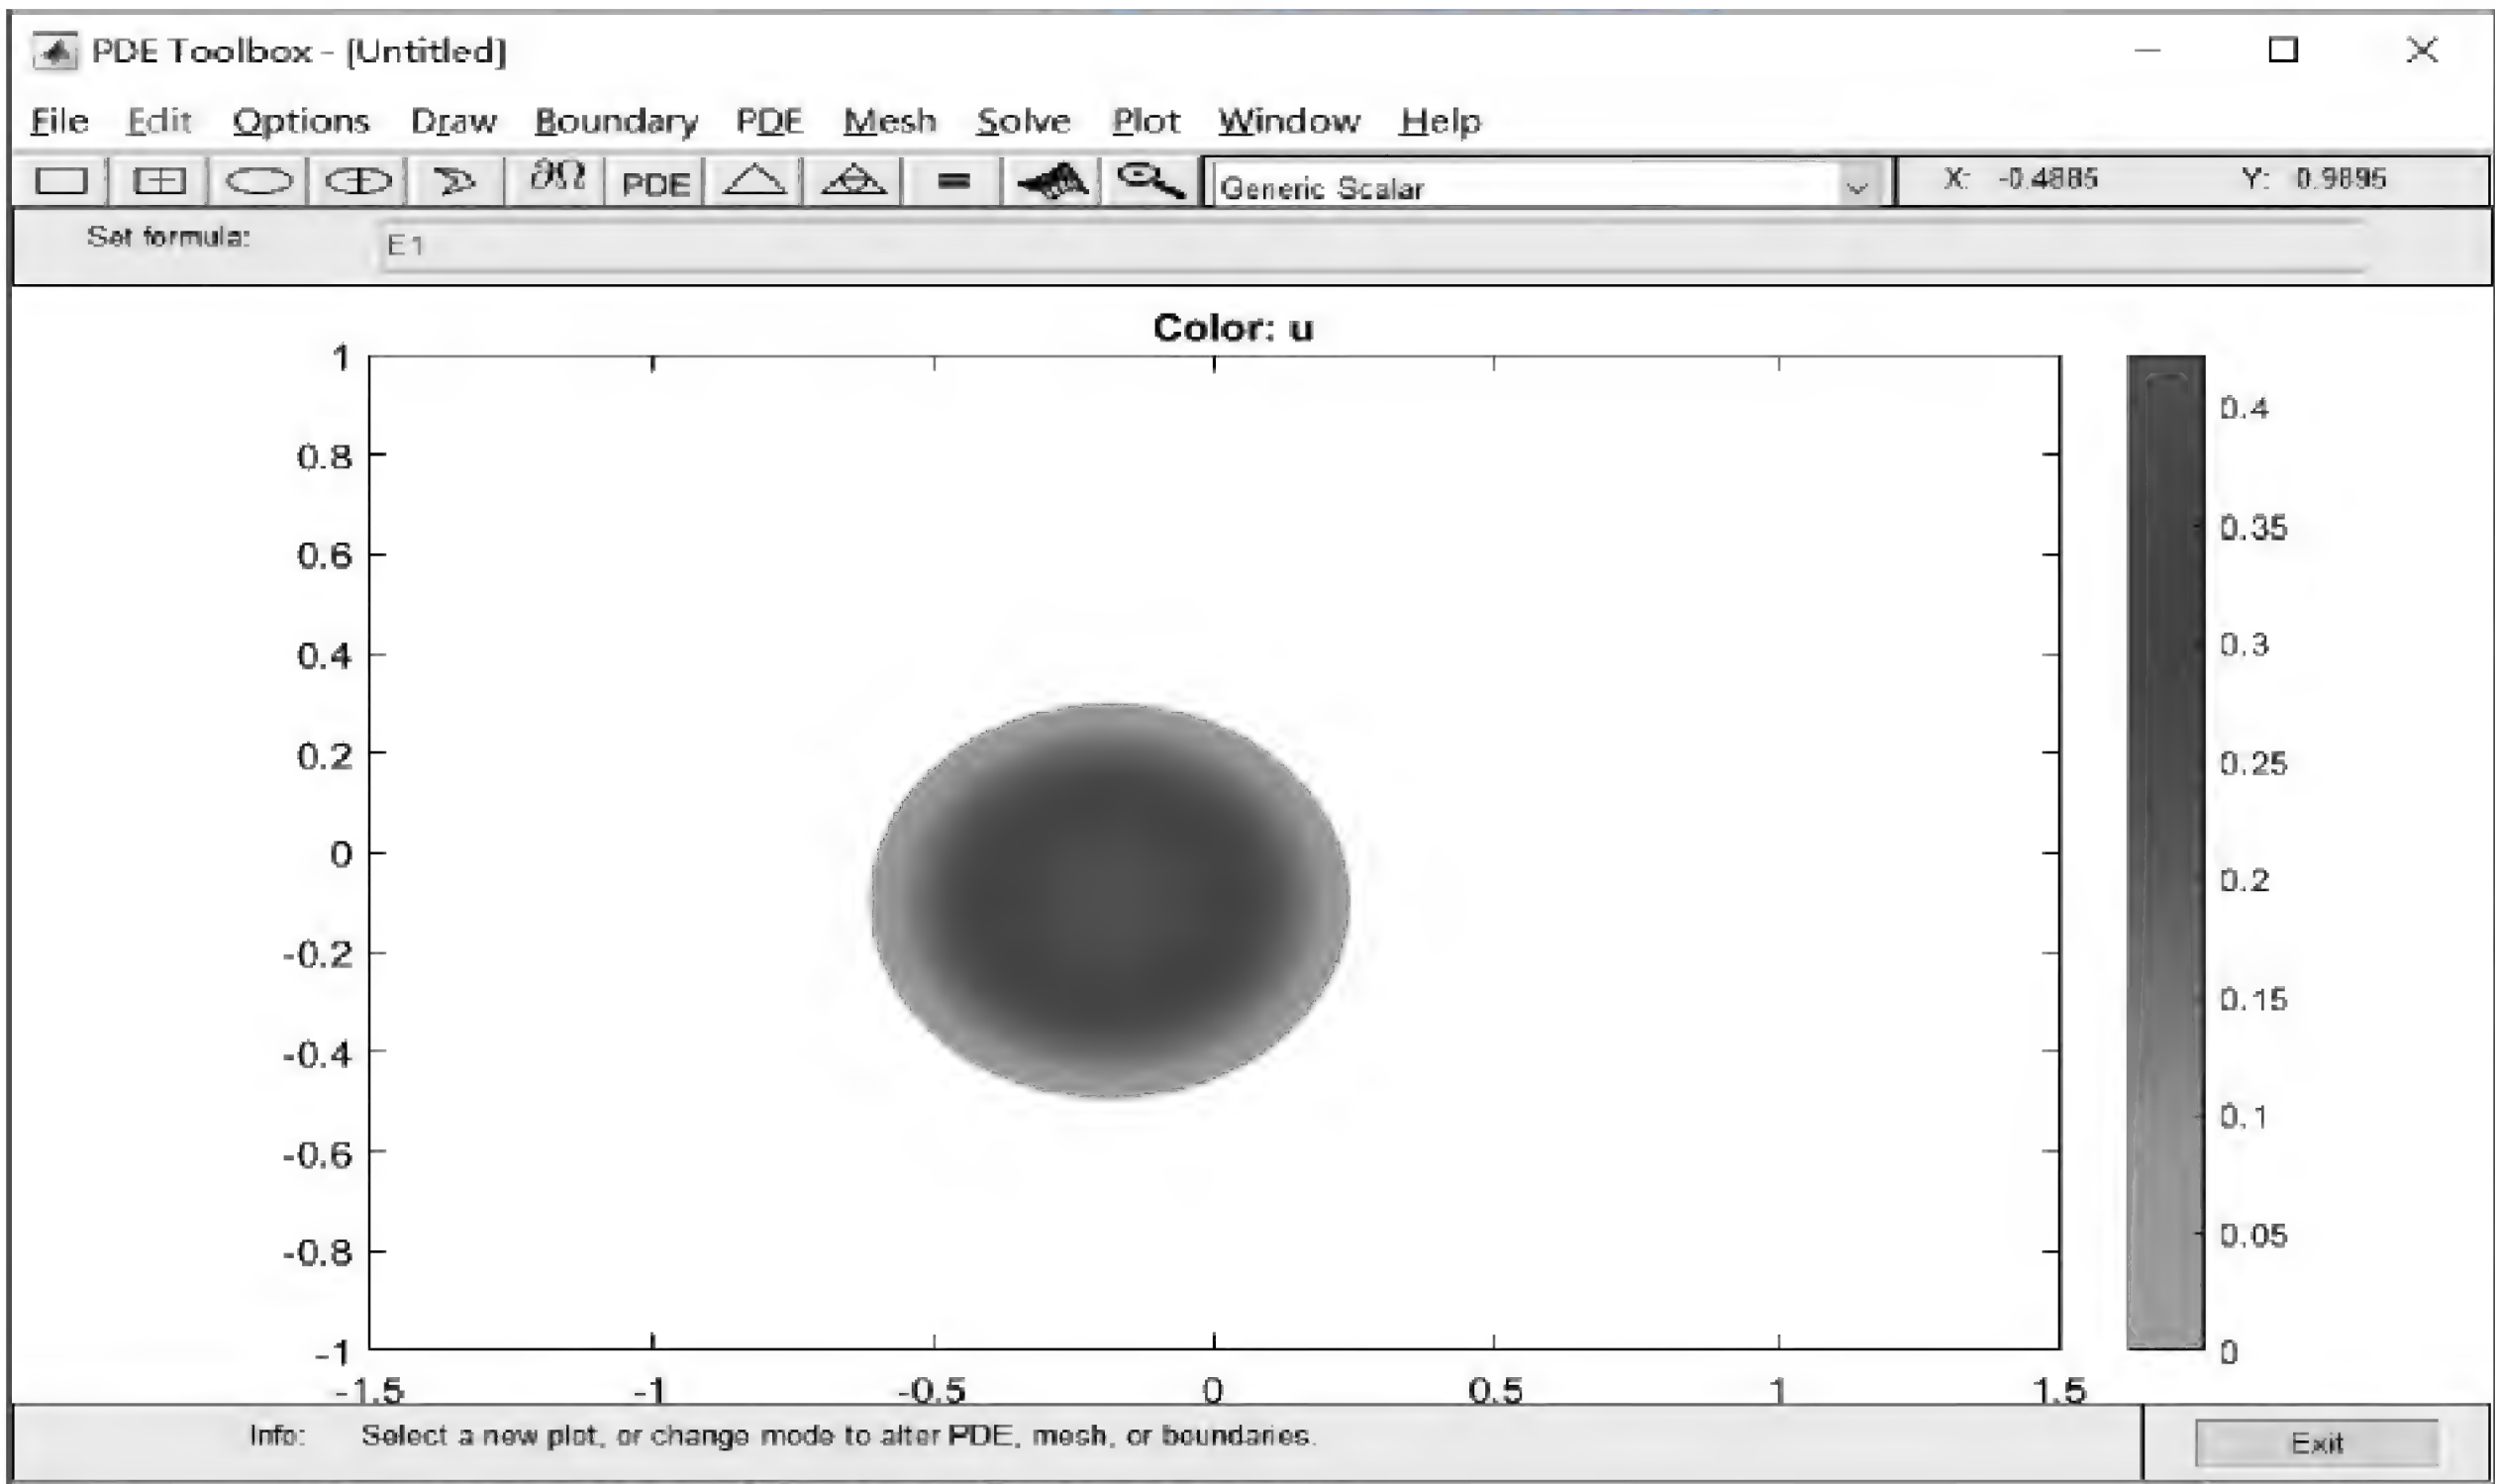 PDE Toolbox - [Untitled]
File Edit Options Draw Boundary PDE Mesh Solve Plot Window Help
∂Ω PDE Generic Scalar X: -0.4885 Y: 0.9895
Set formula: E1
Color: u
1
0.8
0.6
0.4
0.2
0
-0.2
-0.4
-0.6
-0.8
-1
-1.5 -1 -0.5 0 0.5 1 1.5
0.4
0.35
0.3
0.25
0.2
0.15
0.1
0.05
0
Info: Select a new plot, or change mode to alter PDE, mesh, or boundaries.
Exit